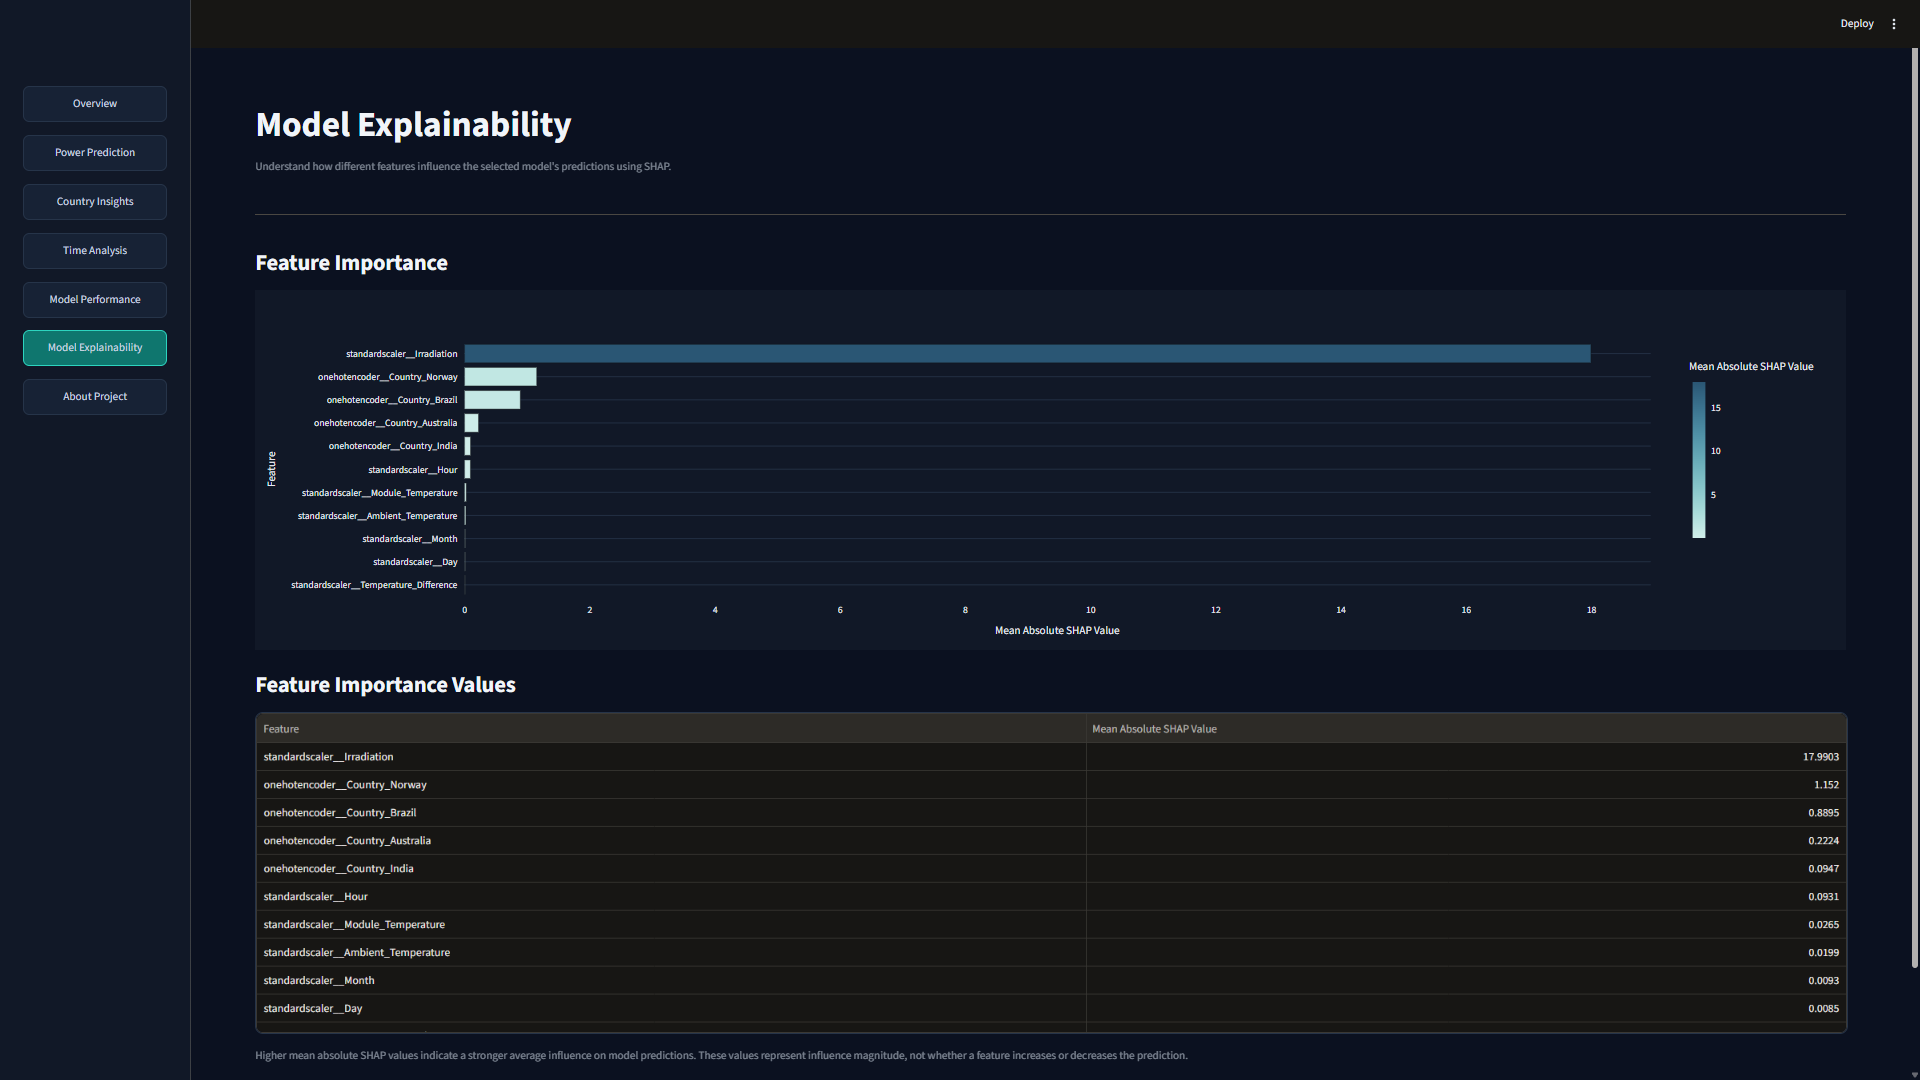 Deploy
Overview
Power Prediction
Country Insights
Time Analysis
Model Performance
Model Explainability
About Project
Model Explainability
Understand how different features influence the selected model's predictions using SHAP.
Feature Importance
Feature
standardscaler__Irradiation
onehotencoder__Country_Norway
onehotencoder__Country_Brazil
onehotencoder__Country_Australia
onehotencoder__Country_India
standardscaler__Hour
standardscaler__Module_Temperature
standardscaler__Ambient_Temperature
standardscaler__Month
standardscaler__Day
standardscaler__Temperature_Difference
0 2 4 6 8 10 12 14 16 18
Mean Absolute SHAP Value
Mean Absolute SHAP Value
15
10
5
Feature Importance Values
Feature Mean Absolute SHAP Value
standardscaler__Irradiation 17.9903
onehotencoder__Country_Norway 1.152
onehotencoder__Country_Brazil 0.8895
onehotencoder__Country_Australia 0.2224
onehotencoder__Country_India 0.0947
standardscaler__Hour 0.0931
standardscaler__Module_Temperature 0.0265
standardscaler__Ambient_Temperature 0.0199
standardscaler__Month 0.0093
standardscaler__Day 0.0085
Higher mean absolute SHAP values indicate a stronger average influence on model predictions. These values represent influence magnitude, not whether a feature increases or decreases the prediction.